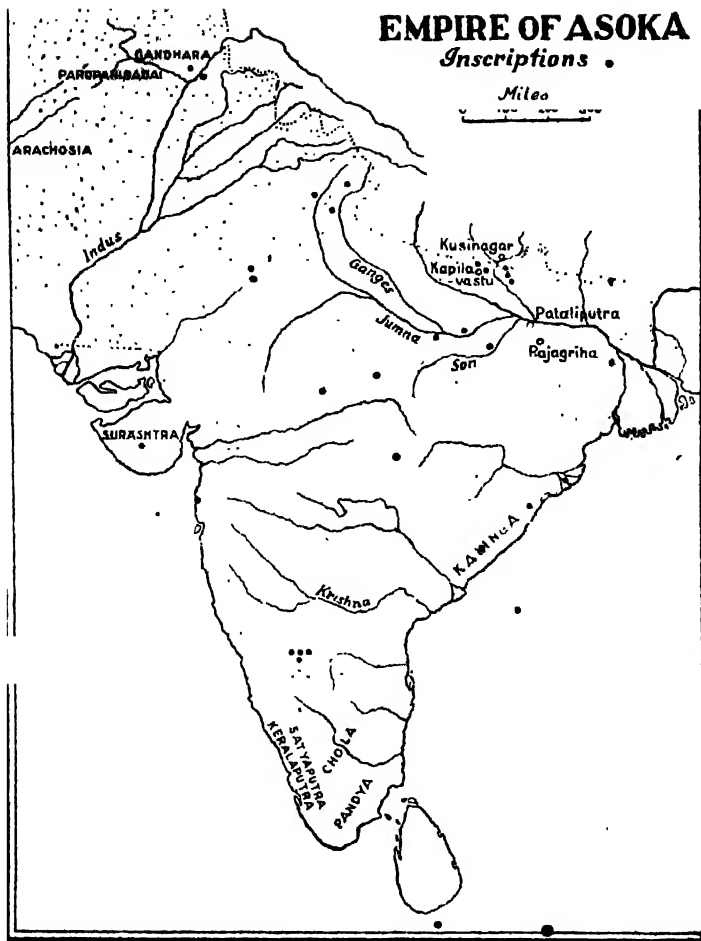 EMPIRE OF ASOKA
Inscriptions
Miles
GANDHARA
ARACHOSIA
Indus
Kusinagar
Kapila
vastu
Ganges
Jumna
Pataliputra
Son
Rajagriha
SURASHTRA
Krishna
SATYAPUTRA
KERALAPUTRA
CHOLA
PANDYA